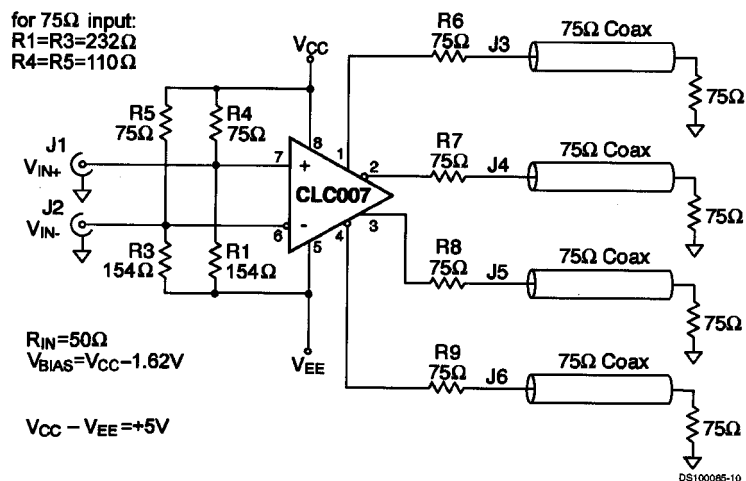 for 75Ω input:
R1=R3=232Ω
R4=R5=110Ω
VCC
R6
75Ω
J3
75Ω Coax
75Ω
R5
75Ω
R4
75Ω
8
J1
VIN+
7
+
1
2
R7
75Ω
J4
75Ω Coax
75Ω
CLC007
J2
VIN-
6
-
5
4
3
R3
154Ω
R1
154Ω
R8
75Ω
J5
75Ω Coax
75Ω
RIN=50Ω
VBIAS=VCC−1.62V
VEE
R9
75Ω
J6
75Ω Coax
75Ω
VCC − VEE=+5V
DS100085-10